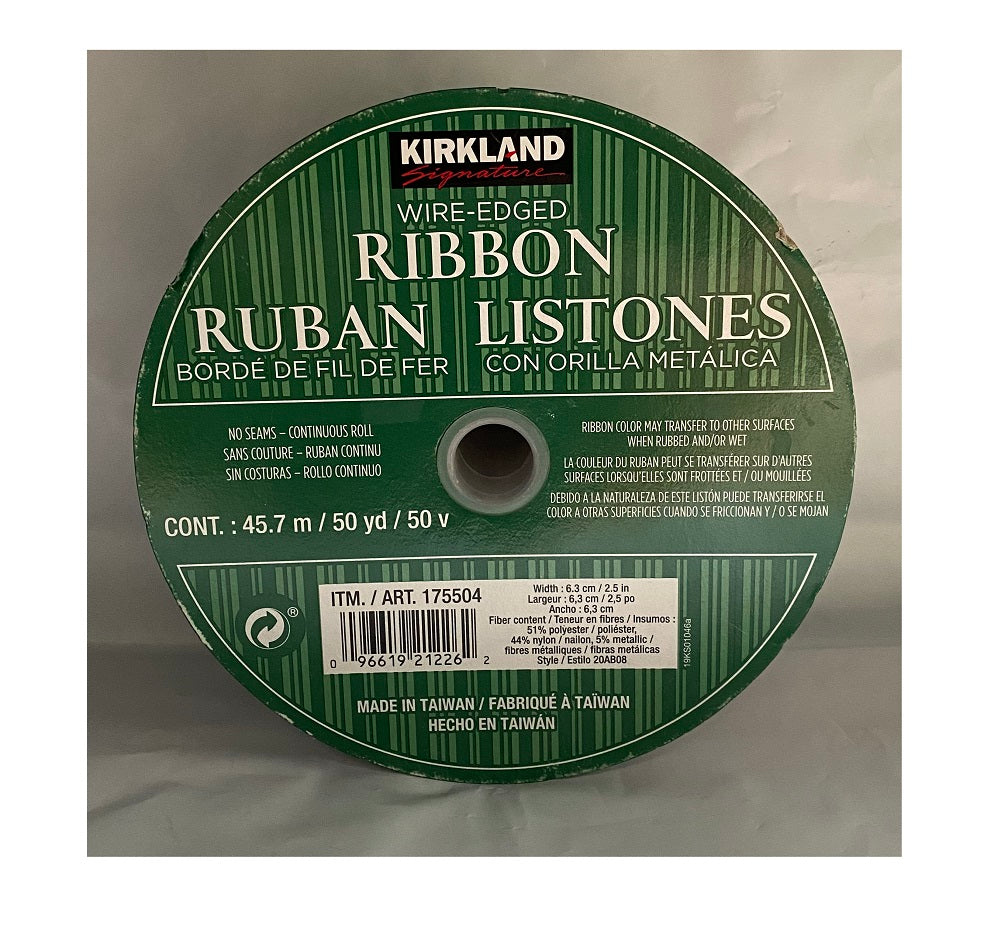 KIRKLAND
Signature
WIRE-EDGED
RIBBON
RUBAN
BORDÉ DE FIL DE FER
LISTONES
CON ORILLA METÁLICA
NO SEAMS – CONTINUOUS ROLL
SANS COUTURE – RUBAN CONTINU
SIN COSTURAS – ROLLO CONTINUO
CONT. : 45.7 m / 50 yd / 50 v
RIBBON COLOR MAY TRANSFER TO OTHER SURFACES
WHEN RUBBED AND/OR WET
LA COULEUR DU RUBAN PEUT SE TRANSFÉRER SUR D'AUTRES
SURFACES LORSQU'ELLES SONT FROTTÉES ET / OU MOUILLÉES
DEBIDO A LA NATURALEZA DE ESTE LISTÓN PUEDE TRANSFERIRSE EL
COLOR A OTRAS SUPERFICIES CUANDO SE FRICCIONAN Y / O SE MOJAN
®
ITM. / ART. 175504
0 96619 21226 2
Width : 6.3 cm / 2.5 in
Largeur : 6,3 cm / 2,5 po
Ancho : 6,3 cm
Fiber content / Teneur en fibres / Insumos :
51% polyester / poliéster,
44% nylon / nailon, 5% metallic /
fibres métalliques / fibras metálicas
Style / Estilo 20AB08
19KS01046a
MADE IN TAIWAN / FABRIQUÉ À TAÏWAN
HECHO EN TAIWÁN